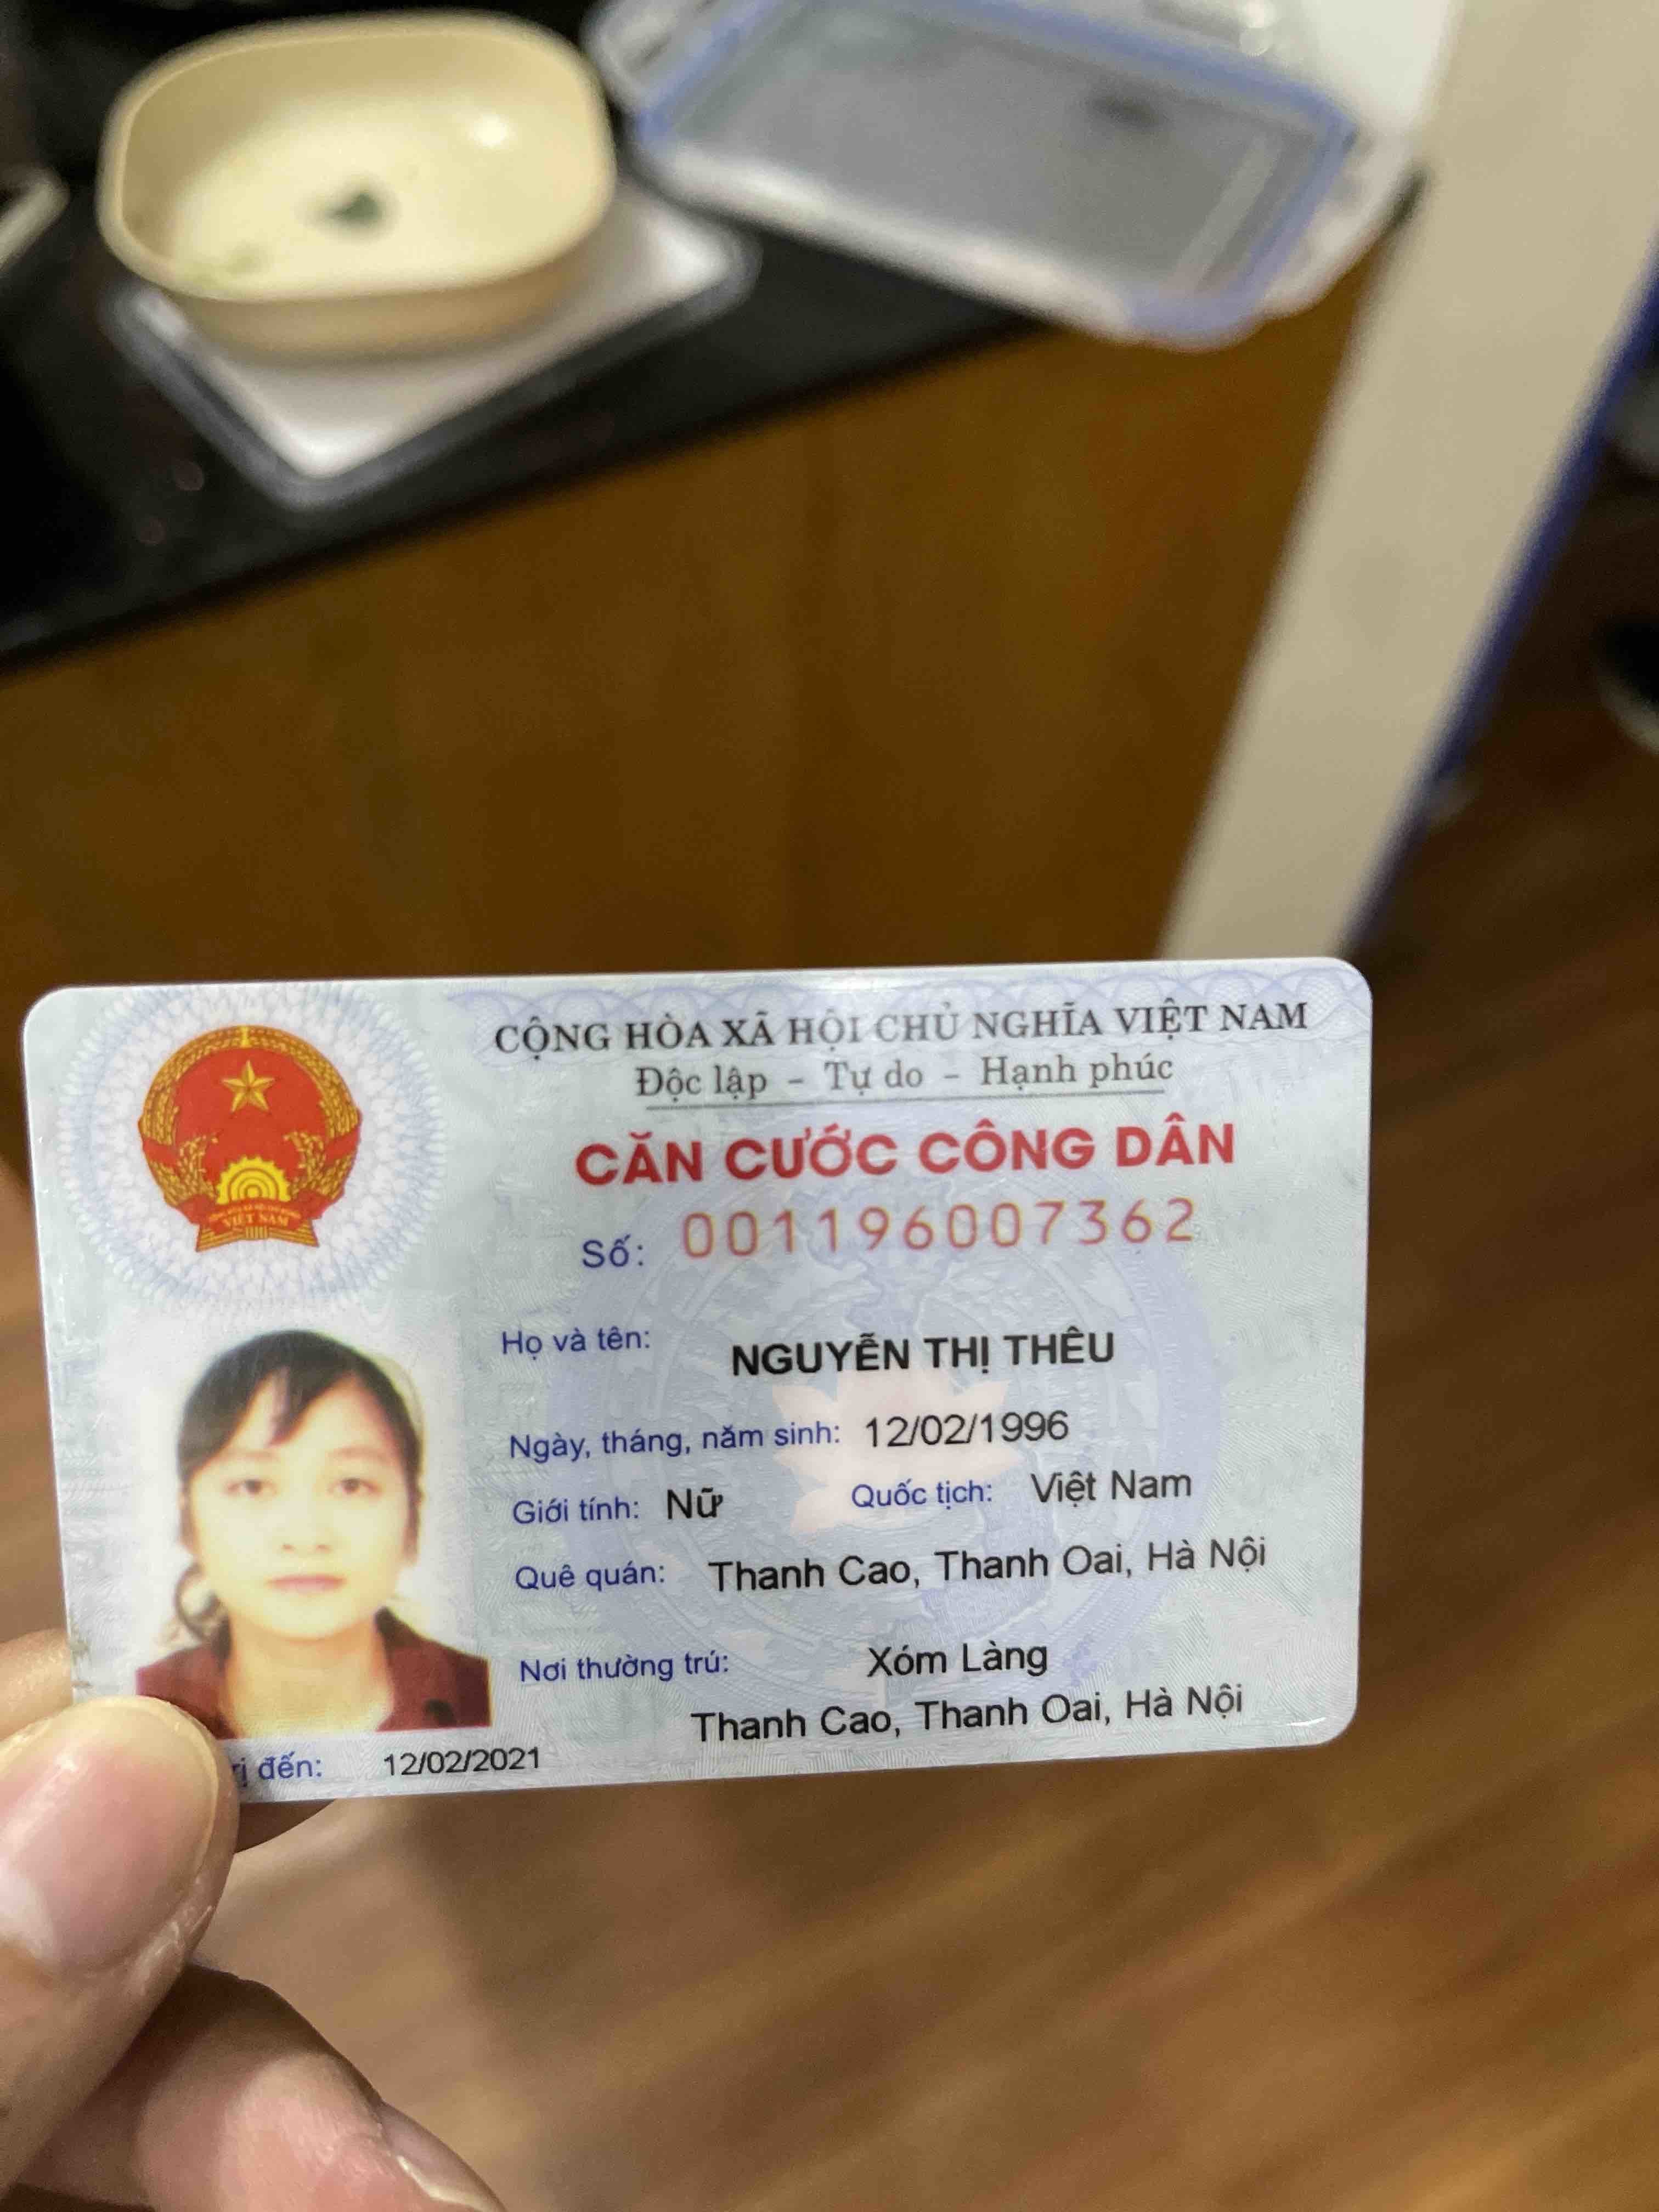 CỘNG HÒA XÃ HỘI CHỦ NGHĨA VIỆT NAM
Độc lập - Tự do - Hạnh phúc
CĂN CƯỚC CÔNG DÂN
Số: 001196007362
Họ và tên: NGUYỄN THỊ THÊU
Ngày, tháng, năm sinh: 12/02/1996
Giới tính: Nữ Quốc tịch: Việt Nam
Quê quán: Thanh Cao, Thanh Oai, Hà Nội
Nơi thường trú: Xóm Làng
Thanh Cao, Thanh Oai, Hà Nội
đến: 12/02/2021
VIỆT NAM